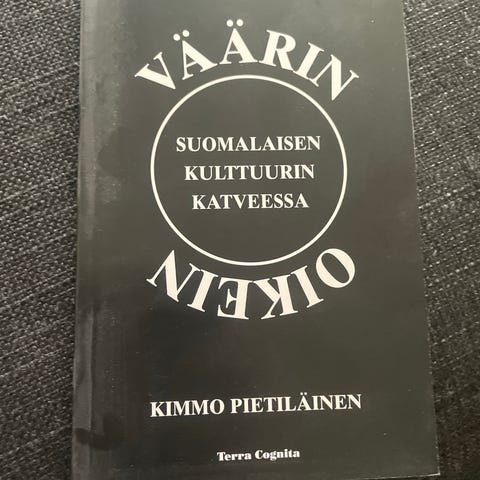 VÄÄRIN
SUOMALAISEN
KULTTUURIN
KATVEESSA
OIKEIN
KIMMO PIETILÄINEN
Terra Cognita